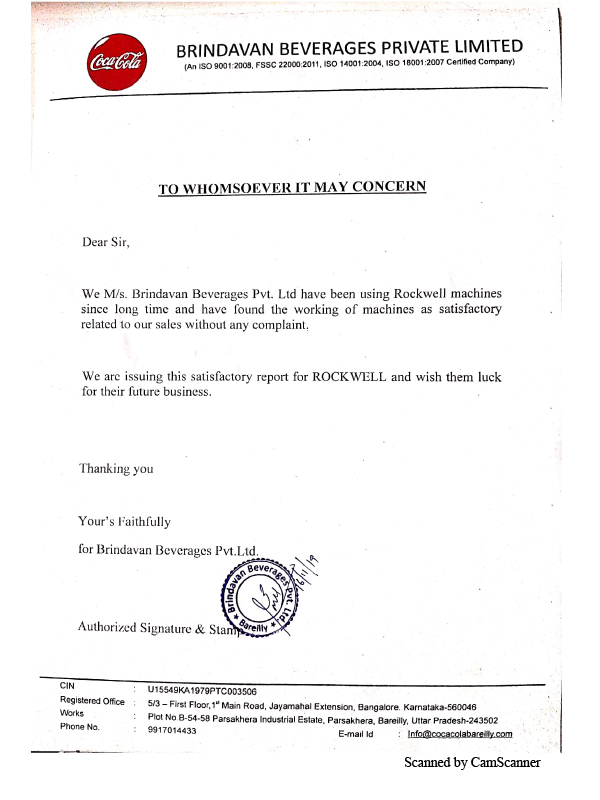 Coca-Cola
BRINDAVAN BEVERAGES PRIVATE LIMITED
(An ISO 9001:2008, FSSC 22000:2011, ISO 14001:2004, ISO 18001:2007 Certified Company)
TO WHOMSOEVER IT MAY CONCERN
Dear Sir,
We M/s. Brindavan Beverages Pvt. Ltd have been using Rockwell machines
since long time and have found the working of machines as satisfactory
related to our sales without any complaint,
We are issuing this satisfactory report for ROCKWELL and wish them luck
for their future business.
Thanking you
Your's Faithfully
for Brindavan Beverages Pvt.Ltd.
Brindavan Beverages Pvt. Ltd.
★ Bareilly ★
Authorized Signature & Stamp
CIN : U15549KA1979PTC003506
Registered Office : 5/3 – First Floor,1st Main Road, Jayamahal Extension, Bangalore. Karnataka-560046
Works : Plot No.B-54-58 Parsakhera Industrial Estate, Parsakhera, Bareilly, Uttar Pradesh-243502
Phone No. : 9917014433 E-mail Id : Info@cocacolabareilly.com
Scanned by CamScanner